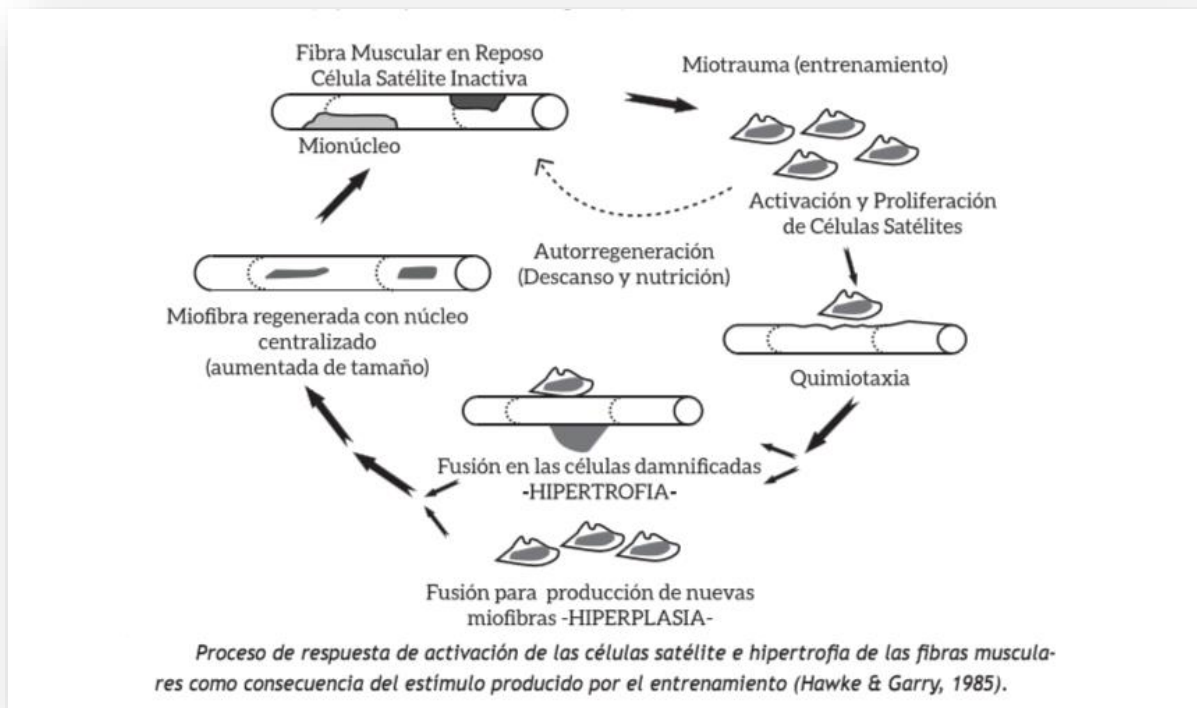 Fibra Muscular en Reposo
Célula Satélite Inactiva
Mionúcleo
Miotrauma (entrenamiento)
Activación y Proliferación
de Células Satélites
Autorregeneración
(Descanso y nutrición)
Quimiotaxia
Miofibra regenerada con núcleo
centralizado
(aumentada de tamaño)
Fusión en las células damnificadas
-HIPERTROFIA-
Fusión para producción de nuevas
miofibras -HIPERPLASIA-
Proceso de respuesta de activación de las células satélite e hipertrofia de las fibras muscula-
res como consecuencia del estímulo producido por el entrenamiento (Hawke & Garry, 1985).